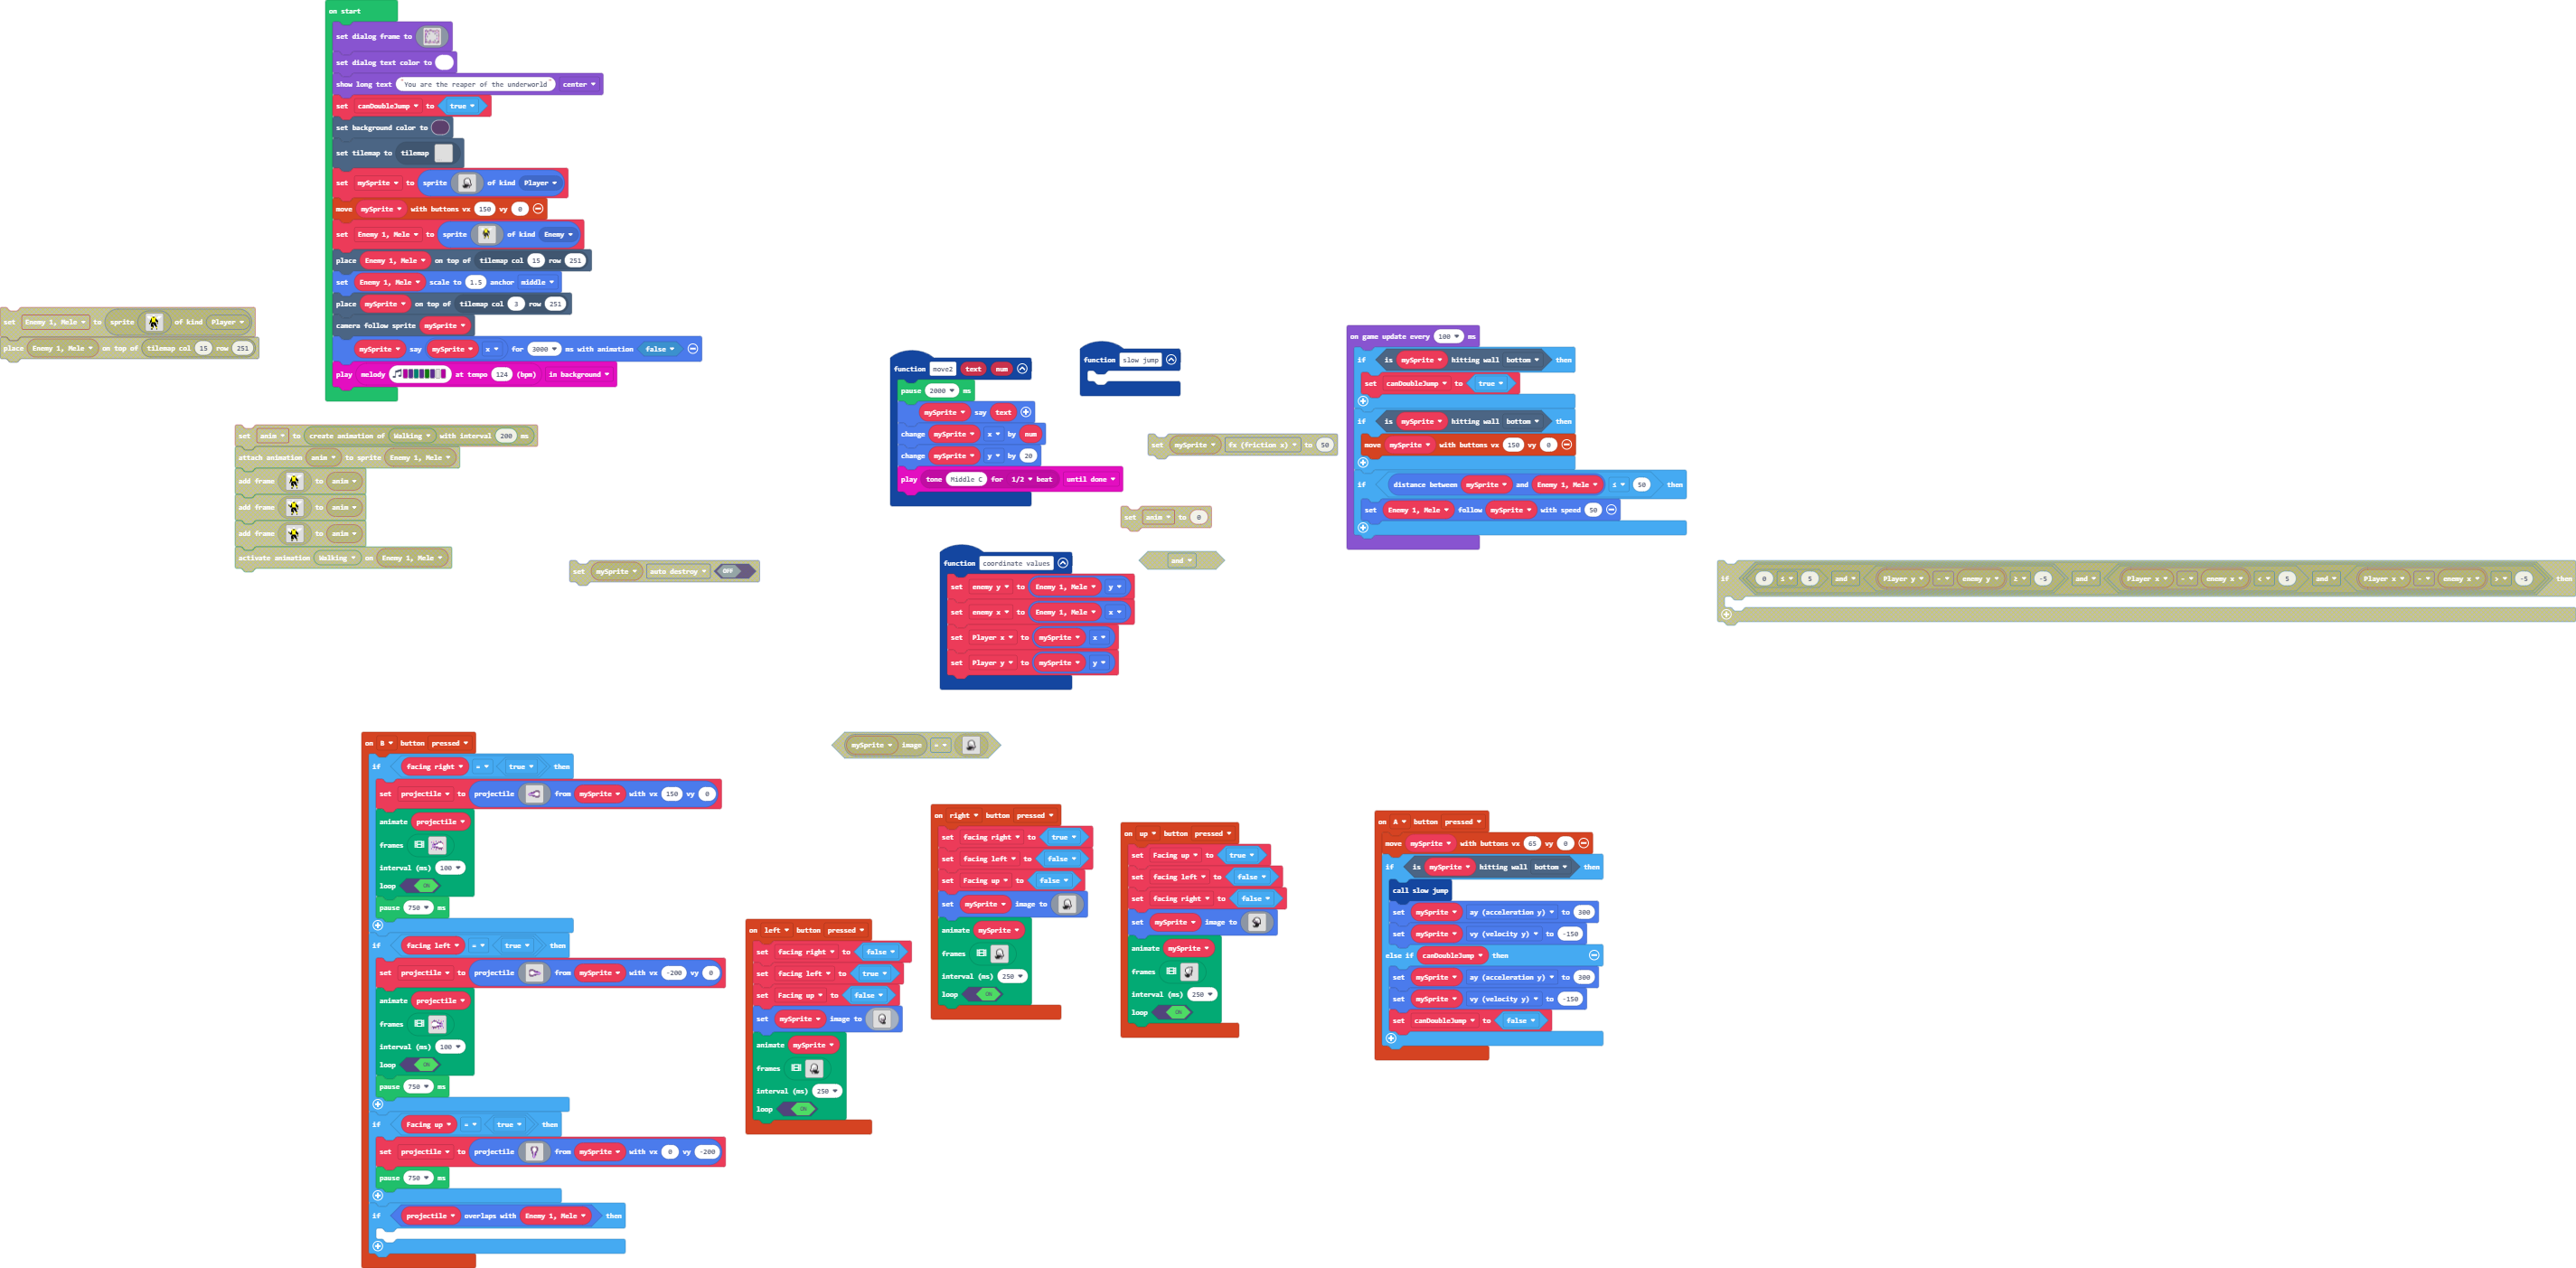 on start
set dialog frame to
set dialog text color to
show long text "You are the reaper of the underworld" center
set canDoubleJump to true
set background color to
set tilemap to tilemap
set mySprite to sprite of kind Player
move mySprite with buttons vx 150 vy 0
set Enemy 1, Mele to sprite of kind Enemy
place Enemy 1, Mele on top of tilemap col 15 row 251
set Enemy 1, Mele scale to 1.5 anchor middle
place mySprite on top of tilemap col 3 row 251
camera follow sprite mySprite
mySprite say mySprite x for 3000 ms with animation false
play melody at tempo 124 (bpm) in background
set Enemy 1, Mele to sprite of kind Player
place Enemy 1, Mele on top of tilemap col 15 row 251
set anim to create animation of Walking with interval 200 ms
attach animation anim to sprite Enemy 1, Mele
add frame to anim
add frame to anim
add frame to anim
activate animation Walking on Enemy 1, Mele
set mySprite auto destroy OFF
function move2 text num
pause 2000 ms
mySprite say text
change mySprite x by num
change mySprite y by 20
play tone Middle C for 1/2 beat until done
function slow jump
set mySprite fx (friction x) to 50
set anim to 0
and
function coordinate values
set enemy y to Enemy 1, Mele y
set enemy x to Enemy 1, Mele x
set Player x to mySprite x
set Player y to mySprite y
on game update every 100 ms
if is mySprite hitting wall bottom then
set canDoubleJump to true
if is mySprite hitting wall bottom then
move mySprite with buttons vx 150 vy 0
if distance between mySprite and Enemy 1, Mele ≤ 50 then
set Enemy 1, Mele follow mySprite with speed 50
if 0 ≤ 5 and Player y - enemy y ≥ -5 and Player x - enemy x < 5 and Player x - enemy x > -5 then
mySprite image =
on B button pressed
if facing right = true then
set projectile to projectile from mySprite with vx 150 vy 0
animate projectile
frames
interval (ms) 100
loop ON
pause 750 ms
if facing left = true then
set projectile to projectile from mySprite with vx -200 vy 0
animate projectile
frames
interval (ms) 100
loop ON
pause 750 ms
if Facing up = true then
set projectile to projectile from mySprite with vx 0 vy -200
pause 750 ms
if projectile overlaps with Enemy 1, Mele then
on left button pressed
set facing right to false
set facing left to true
set Facing up to false
set mySprite image to
animate mySprite
frames
interval (ms) 250
loop ON
on right button pressed
set facing right to true
set facing left to false
set Facing up to false
set mySprite image to
animate mySprite
frames
interval (ms) 250
loop ON
on up button pressed
set Facing up to true
set facing left to false
set facing right to false
set mySprite image to
animate mySprite
frames
interval (ms) 250
loop ON
on A button pressed
move mySprite with buttons vx 65 vy 0
if is mySprite hitting wall bottom then
call slow jump
set mySprite ay (acceleration y) to 300
set mySprite vy (velocity y) to -150
else if canDoubleJump then
set mySprite ay (acceleration y) to 300
set mySprite vy (velocity y) to -150
set canDoubleJump to false